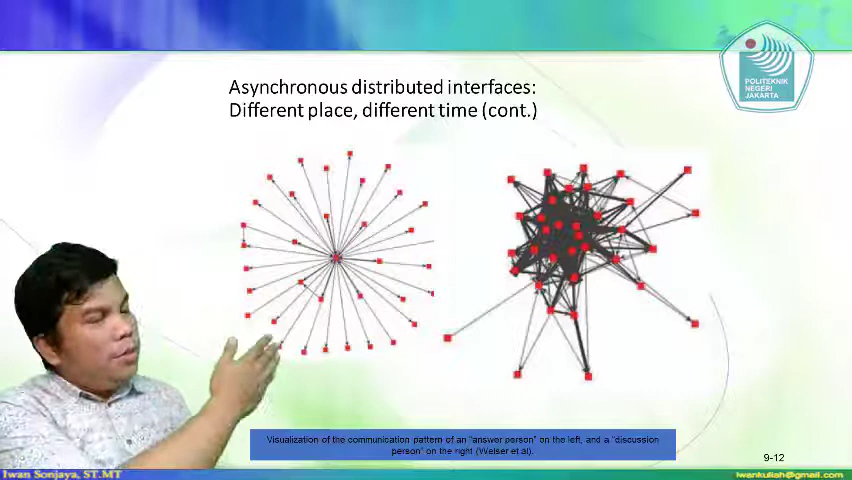 Asynchronous distributed interfaces:
Different place, different time (cont.)
POLITEKNIK
NEGERI
JAKARTA
Visualization of the communication pattern of an "answer person" on the left, and a "discussion
person" on the right (Welser et al).
9-12
Iwan Sonjaya, ST.MT
iwankuliah@gmail.com